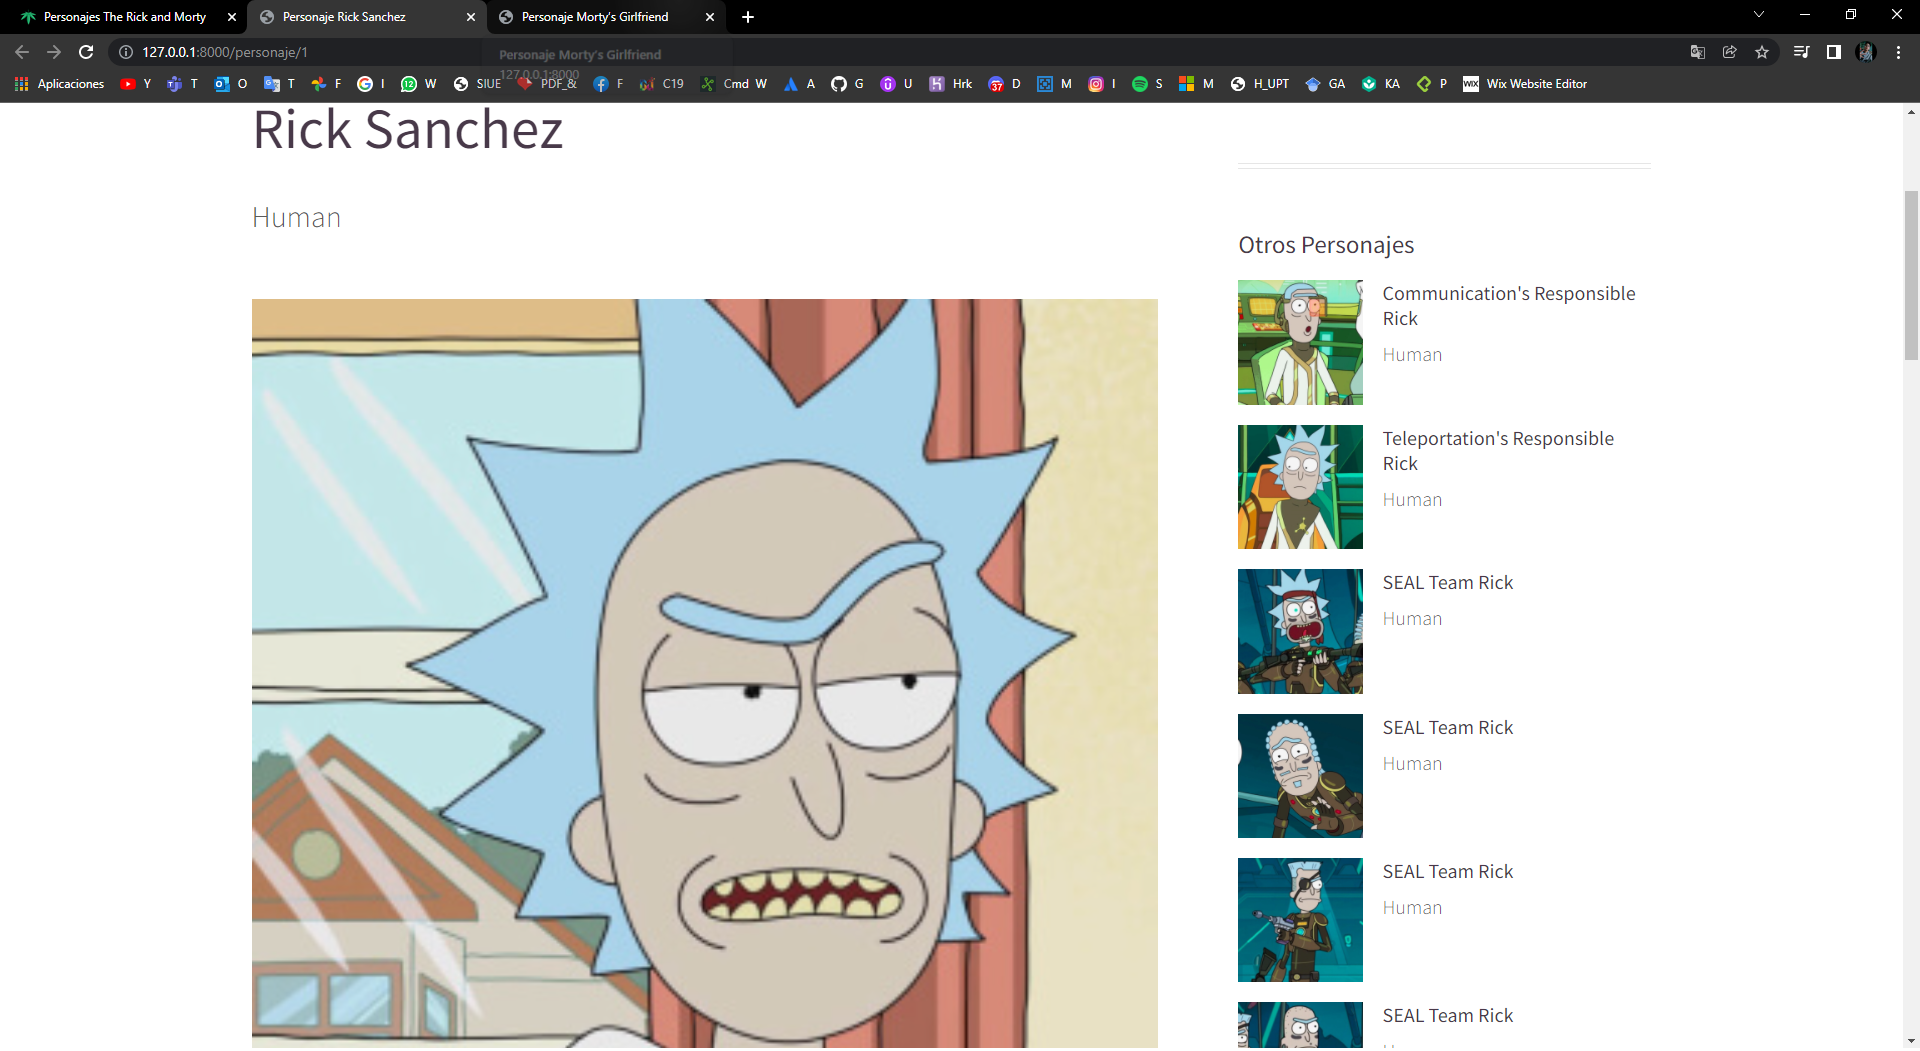 Personajes The Rick and Morty
Personaje Rick Sanchez
Personaje Morty's Girlfriend
127.0.0.1:8000/personaje/1
Personaje Morty's Girlfriend
127.0.0.1:8000
Aplicaciones Y T O T F G I W SIUE PDF_& F C19 Cmd W A G U Hrk 37 D M I S M H_UPT GA KA P WIX Wix Website Editor
Rick Sanchez
Human
Otros Personajes
Communication's Responsible
Rick
Human
Teleportation's Responsible
Rick
Human
SEAL Team Rick
Human
SEAL Team Rick
Human
SEAL Team Rick
Human
SEAL Team Rick